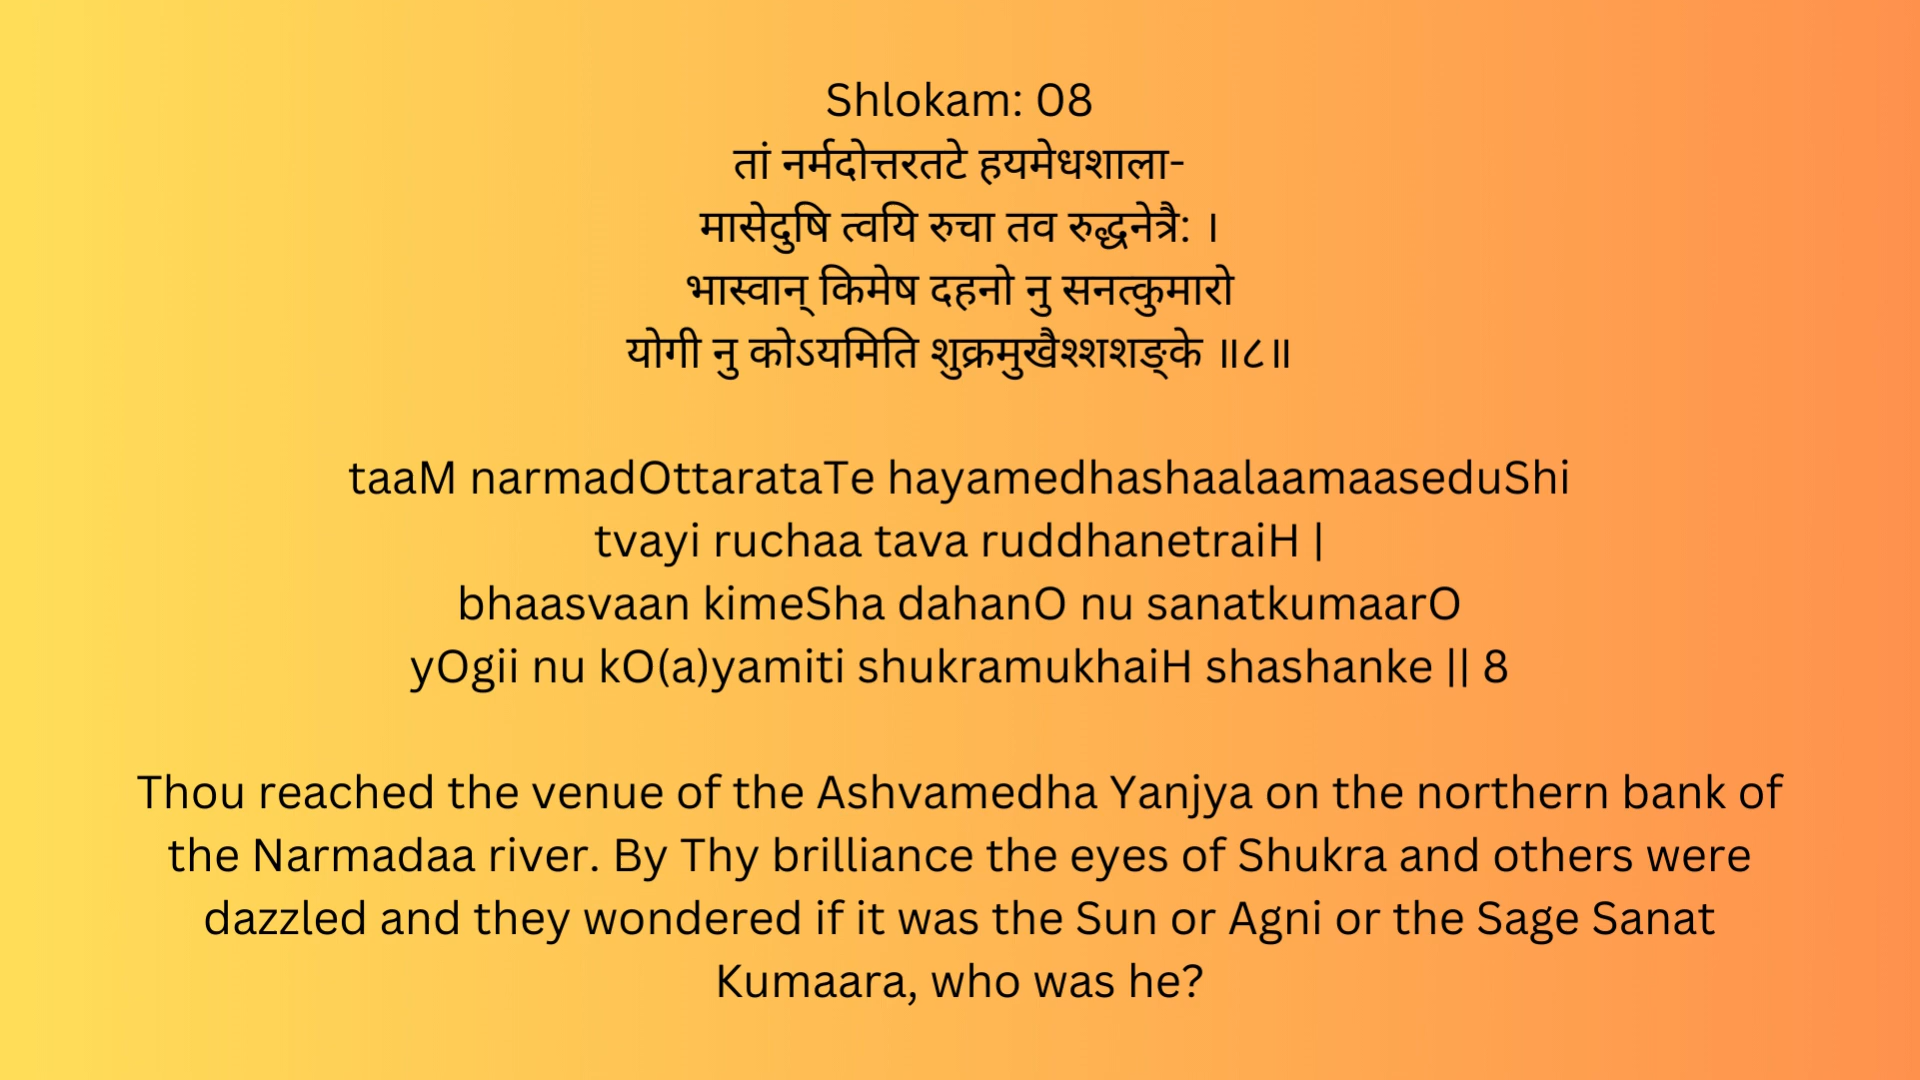 Shlokam: 08
तां नर्मदोत्तरतटे हयमेधशाला-
मासेदुषि त्वयि रुचा तव रुद्धनेत्रै: ।
भास्वान् किमेष दहनो नु सनत्कुमारो
योगी नु कोऽयमिति शुक्रमुखैश्शशङ्के ॥८॥
taaM narmadOttarataTe hayamedhashaalaamaaseduShi
tvayi ruchaa tava ruddhanetraiH |
bhaasvaan kimeSha dahanO nu sanatkumaarO
yOgii nu kO(a)yamiti shukramukhaiH shashanke || 8
Thou reached the venue of the Ashvamedha Yanjya on the northern bank of
the Narmadaa river. By Thy brilliance the eyes of Shukra and others were
dazzled and they wondered if it was the Sun or Agni or the Sage Sanat
Kumaara, who was he?